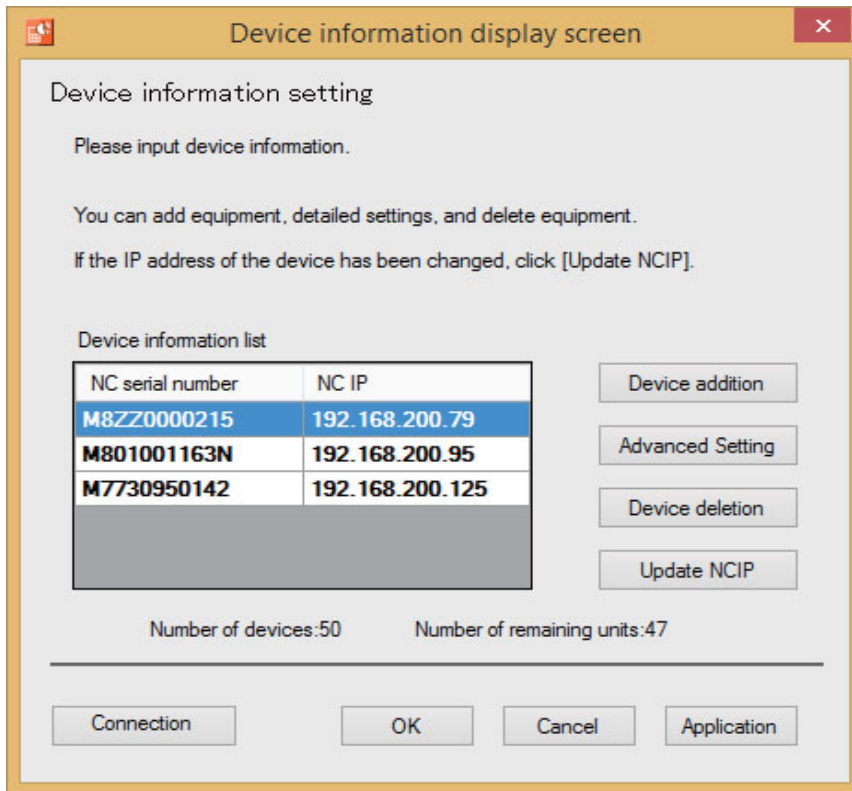 Device information display screen
Device information setting
Please input device information.
You can add equipment, detailed settings, and delete equipment.
If the IP address of the device has been changed, click [Update NCIP].
Device information list
NC serial number NC IP
M8ZZ0000215 192.168.200.79
M801001163N 192.168.200.95
M7730950142 192.168.200.125
Device addition
Advanced Setting
Device deletion
Update NCIP
Number of devices:50 Number of remaining units:47
Connection OK Cancel Application